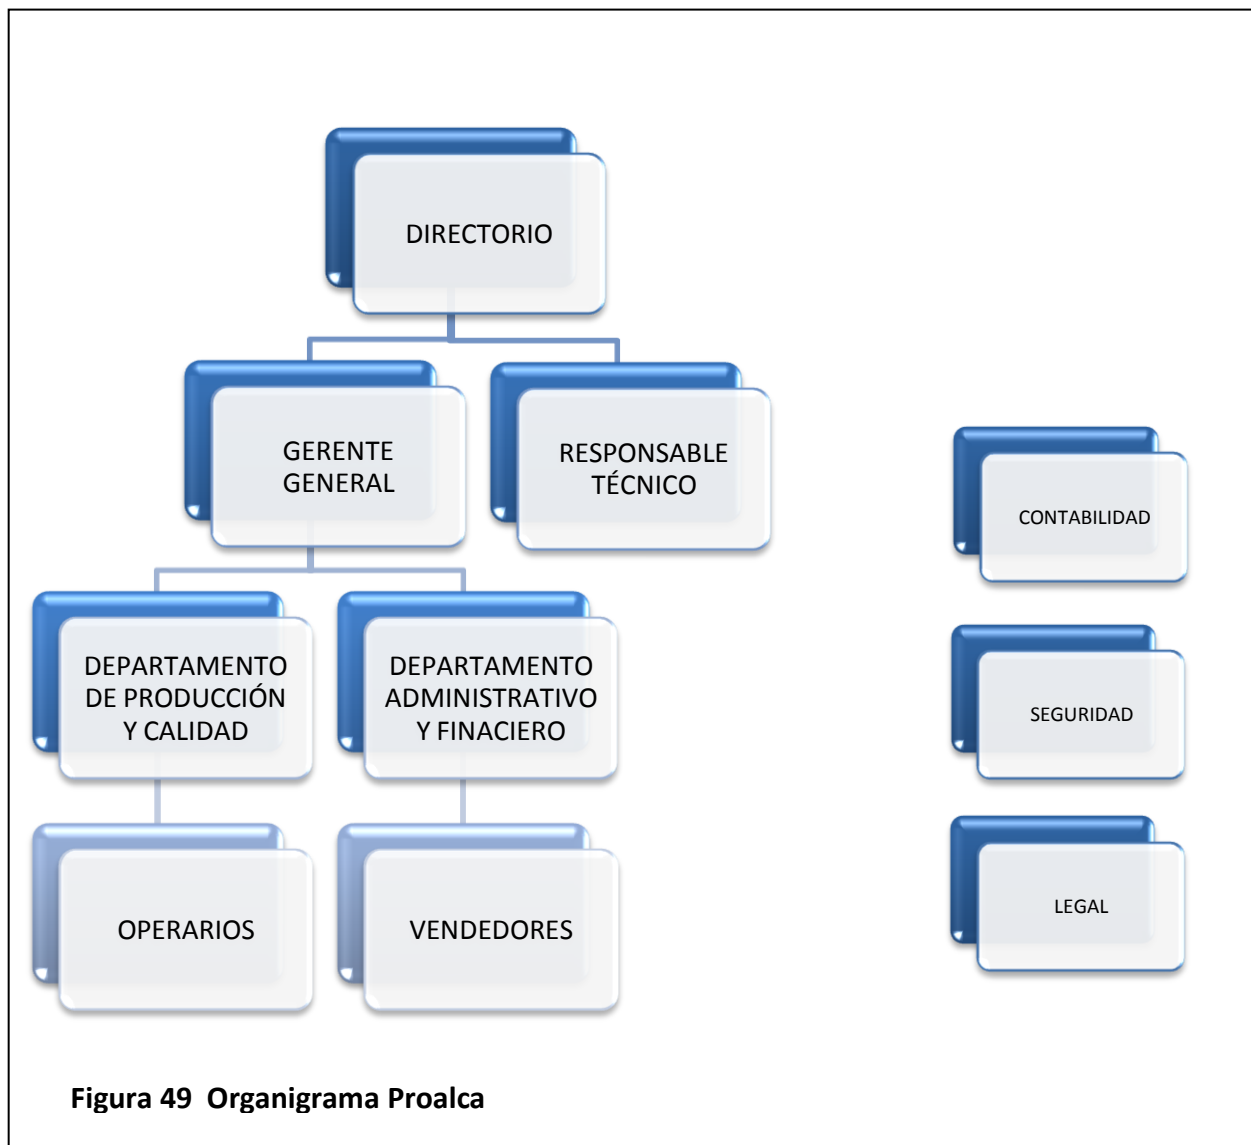 DIRECTORIO
GERENTE
GENERAL
RESPONSABLE
TÉCNICO
DEPARTAMENTO
DE PRODUCCIÓN
Y CALIDAD
DEPARTAMENTO
ADMINISTRATIVO
Y FINACIERO
OPERARIOS
VENDEDORES
CONTABILIDAD
SEGURIDAD
LEGAL
Figura 49 Organigrama Proalca